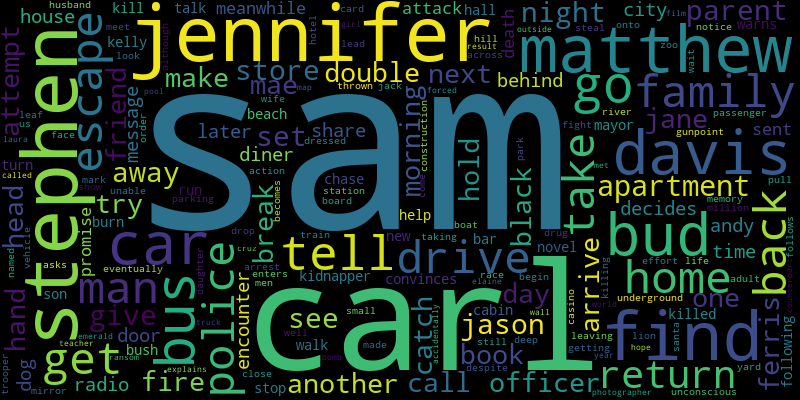 sam
carl
jennifer
stephen
matthew
davis
find
bud
family
home
man
car
tell
drive
go
get
bus
police
escape
back
take
return
parent
night
city
store
double
next
behind
make
mae
house
kill
talk
meanwhile
attack
hall
death
warns
husband
meet
look
kelly
hotel
card
girl
lead
hill
across
result
although
outside
steal
film
onto
zoo
wait
notice
attempt
leaf
us
laura
face
friend
message
order
pool
wife
map
thrown
jack
forced
beach
later
set
share
dressed
morning
construction
come
hold
black
park
fight
mayor
river
passenger
gunpoint
jane
sent
turn
called
mark
show
unable
away
run
parking
diner
action
becomes
chase
station
board
help
met
apartment
pull
memory
million
decides
andy
time
follows
head
named
vehicle
asks
son
burn
promise
try
eventually
break
drop
cruz
train
new
taking
bar
boat
drug
novel
arrive
killing
effort
life
adult
underground
one
hand
give
door
daughter
arrest
enters
men
kidnapper
convinces
elaine
race
begin
cabin
day
casino
wall
world
killed
santa
lion
ferris
following
dog
trooper
teacher
emerald
bush
mirror
radio
ransom
fire
explains
truck
encounter
well
bomb
close
stop
see
small
walk
made
another
catch
accidentally
call
still
deep
despite
jason
book
officer
leaving
getting
year
hope
photographer
unconscious
yard